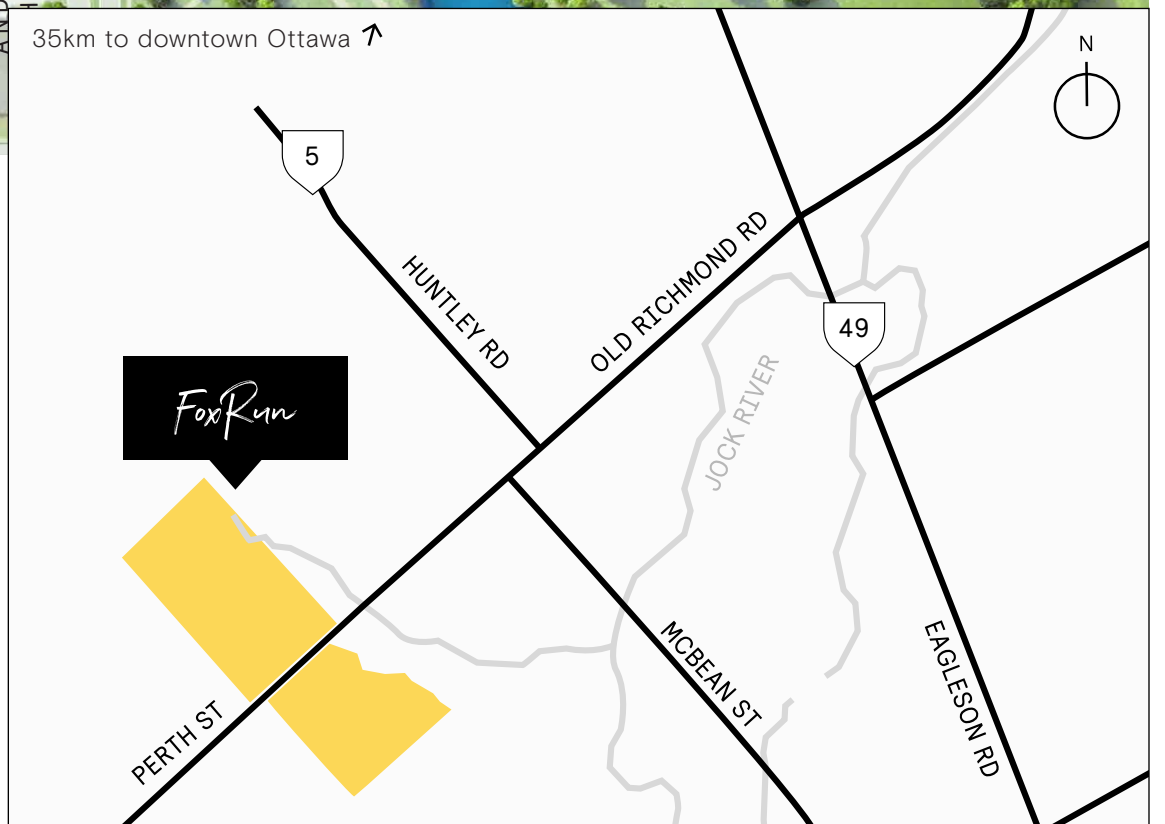 35km to downtown Ottawa ↗
N
5
HUNTLEY RD
OLD RICHMOND RD
49
JOCK RIVER
FoxRun
MCBEAN ST
EAGLESON RD
PERTH ST